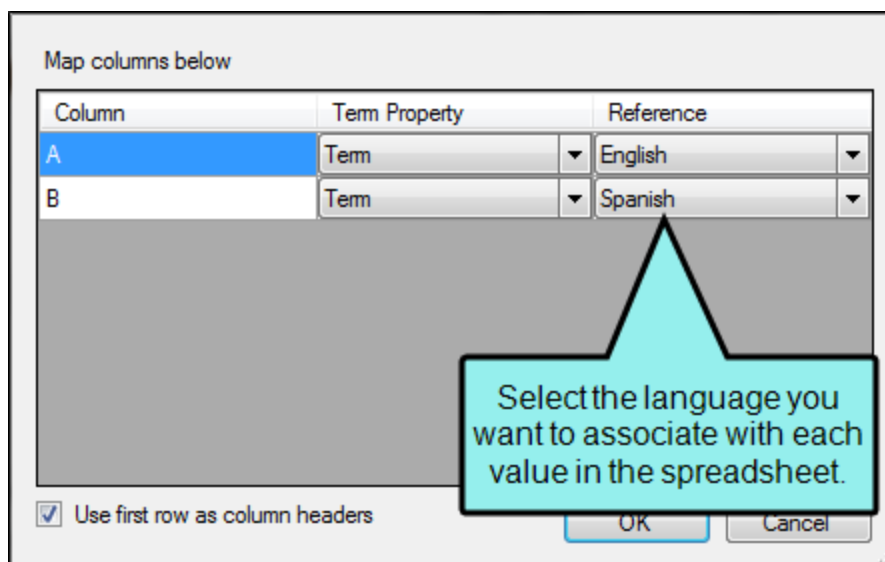 Map columns below
Column Term Property Reference
A Term English
B Term Spanish
Select the language you
want to associate with each
value in the spreadsheet.
Use first row as column headers
OK Cancel